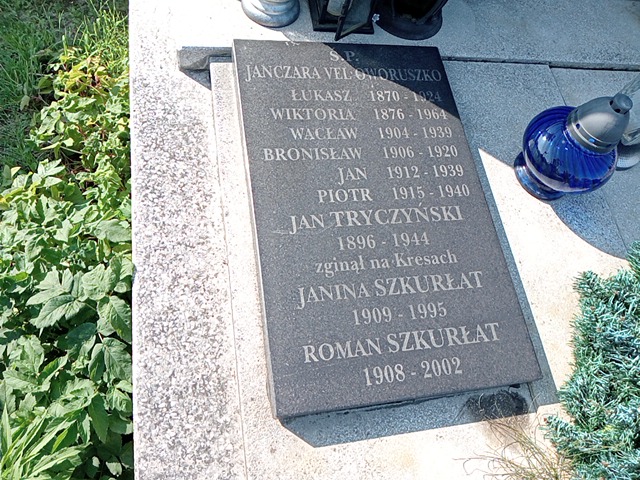 Ś.P.
JANCZARA VEL OWORUSZKO
ŁUKASZ 1870 - 1924
WIKTORIA 1876 - 1964
WACŁAW 1904 - 1939
BRONISŁAW 1906 - 1920
JAN 1912 - 1939
PIOTR 1915 - 1940
JAN TRYCZYŃSKI
1896 - 1944
zginął na Kresach
JANINA SZKURŁAT
1909 - 1995
ROMAN SZKURŁAT
1908 - 2002